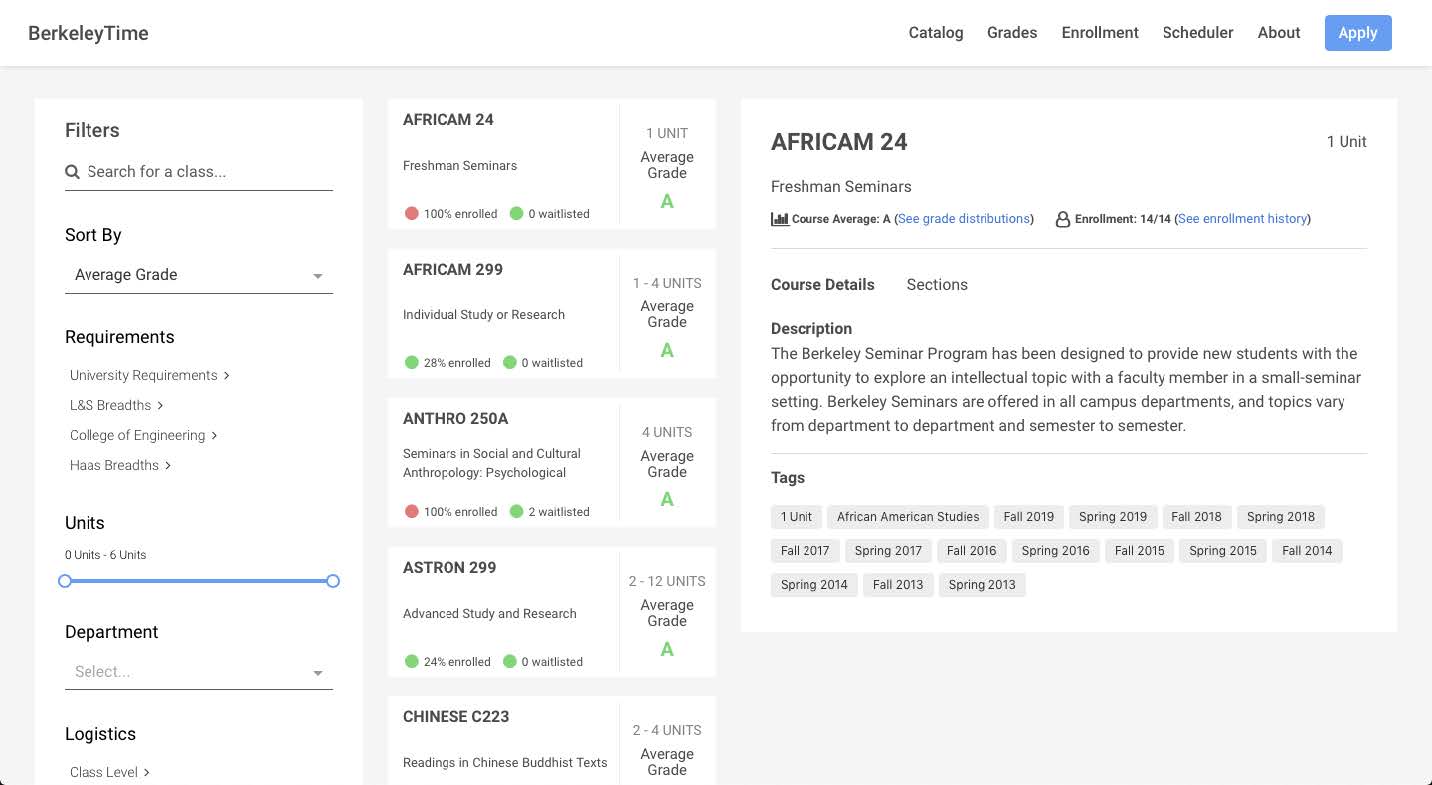 BerkeleyTime
Catalog Grades Enrollment Scheduler About Apply
Filters
Search for a class...
Sort By
Average Grade
Requirements
University Requirements >
L&S Breadths >
College of Engineering >
Haas Breadths >
Units
0 Units - 6 Units
Department
Select...
Logistics
Class Level >
AFRICAM 24
Freshman Seminars
100% enrolled 0 waitlisted
1 UNIT
Average
Grade
A
AFRICAM 299
Individual Study or Research
28% enrolled 0 waitlisted
1 - 4 UNITS
Average
Grade
A
ANTHRO 250A
Seminars in Social and Cultural
Anthropology: Psychological
100% enrolled 2 waitlisted
4 UNITS
Average
Grade
A
ASTRON 299
Advanced Study and Research
24% enrolled 0 waitlisted
2 - 12 UNITS
Average
Grade
A
CHINESE C223
Readings in Chinese Buddhist Texts
2 - 4 UNITS
Average
Grade
AFRICAM 24
1 Unit
Freshman Seminars
Course Average: A (See grade distributions) Enrollment: 14/14 (See enrollment history)
Course Details Sections
Description
The Berkeley Seminar Program has been designed to provide new students with the
opportunity to explore an intellectual topic with a faculty member in a small-seminar
setting. Berkeley Seminars are offered in all campus departments, and topics vary
from department to department and semester to semester.
Tags
1 Unit African American Studies Fall 2019 Spring 2019 Fall 2018 Spring 2018
Fall 2017 Spring 2017 Fall 2016 Spring 2016 Fall 2015 Spring 2015 Fall 2014
Spring 2014 Fall 2013 Spring 2013